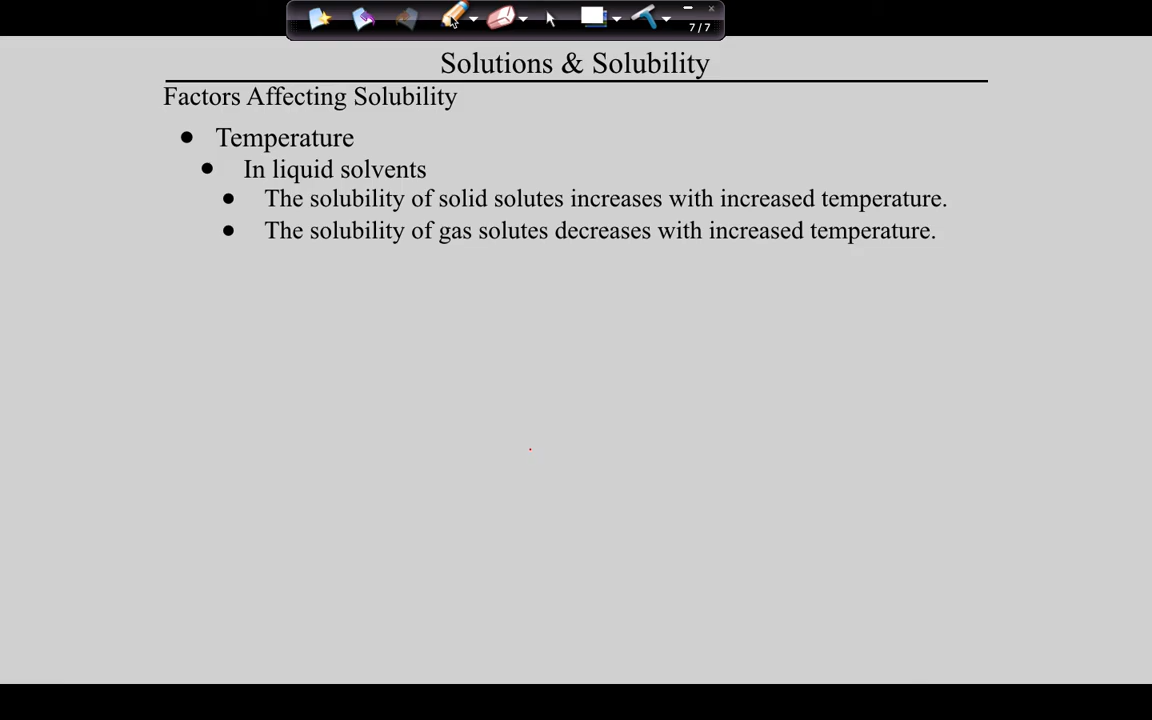 7/7
Solutions & Solubility
Factors Affecting Solubility
● Temperature
● In liquid solvents
● The solubility of solid solutes increases with increased temperature.
● The solubility of gas solutes decreases with increased temperature.